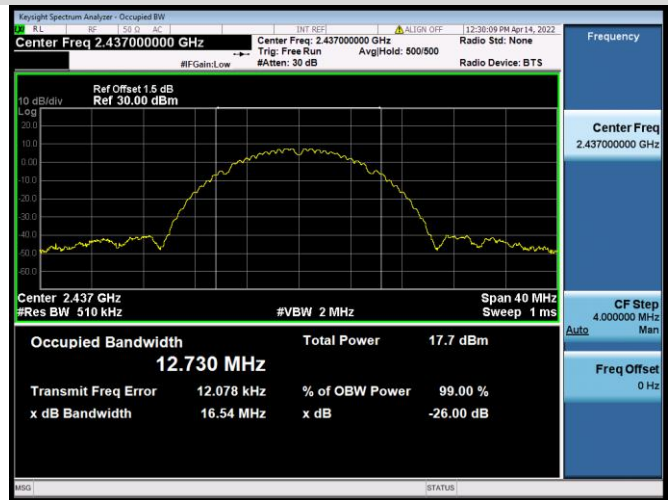 Keysight Spectrum Analyzer - Occupied BW
RL RF 50 Ω AC INT REF ALIGN OFF 12:30:09 PM Apr 14, 2022
Center Freq 2.437000000 GHz
Center Freq: 2.437000000 GHz Radio Std: None
Trig: Free Run Avg|Hold: 500/500
#IFGain:Low #Atten: 30 dB Radio Device: BTS
Frequency
Ref Offset 1.5 dB
10 dB/div Ref 30.00 dBm
Log
20.0
10.0
0.00
-10.0
-20.0
-30.0
-40.0
-50.0
-60.0
Center 2.437 GHz Span 40 MHz
#Res BW 510 kHz #VBW 2 MHz Sweep 1 ms
Occupied Bandwidth Total Power 17.7 dBm
12.730 MHz
Transmit Freq Error 12.078 kHz % of OBW Power 99.00 %
x dB Bandwidth 16.54 MHz x dB -26.00 dB
Center Freq
2.437000000 GHz
CF Step
4.000000 MHz
Auto Man
Freq Offset
0 Hz
MSG STATUS